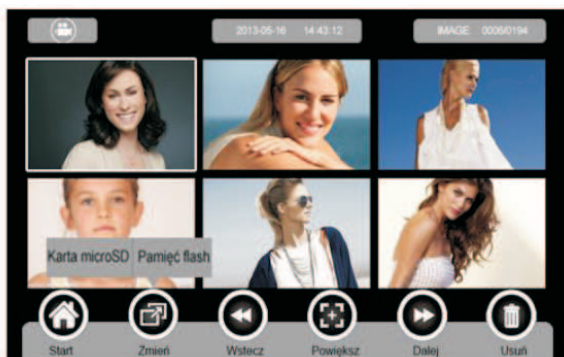 2013-05-16 14:43:12
IMAGE 0006/0194
Karta microSD Pamięć flash
Start Zmień Wstecz Powiększ Dalej Usuń